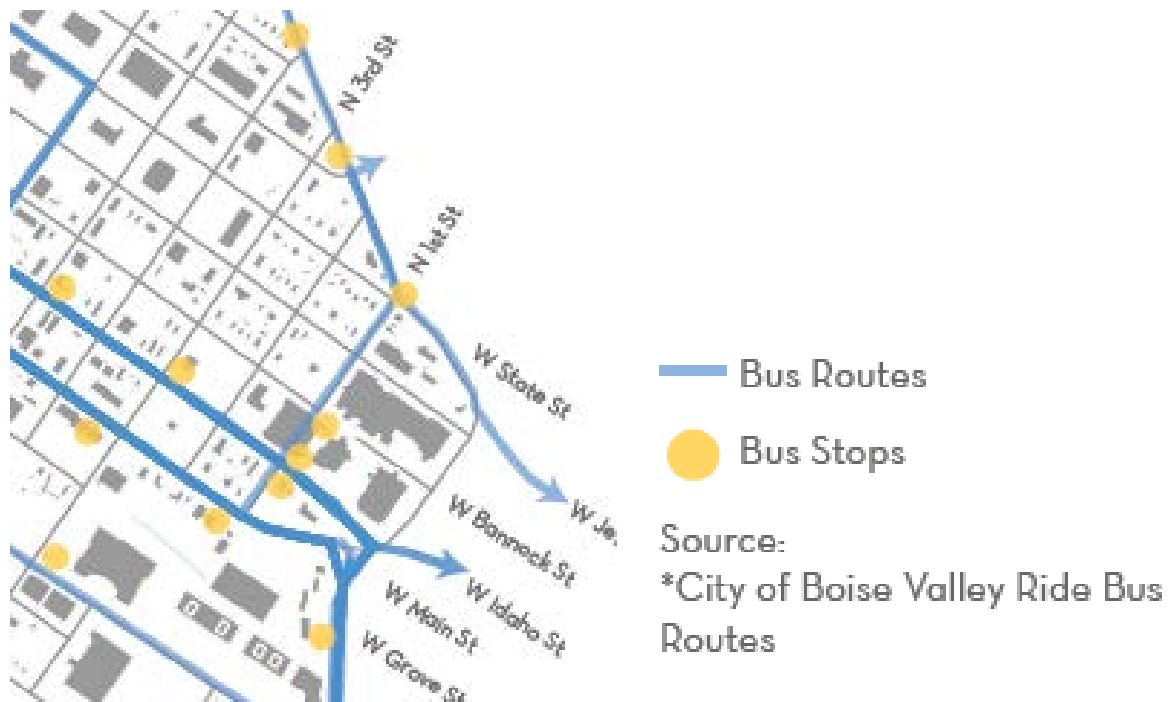 N 3rd St
N 1st St
W State St
W Bannock St
W Idaho St
W Main St
W Grove St
Bus Routes
Bus Stops
Source:
*City of Boise Valley Ride Bus
Routes